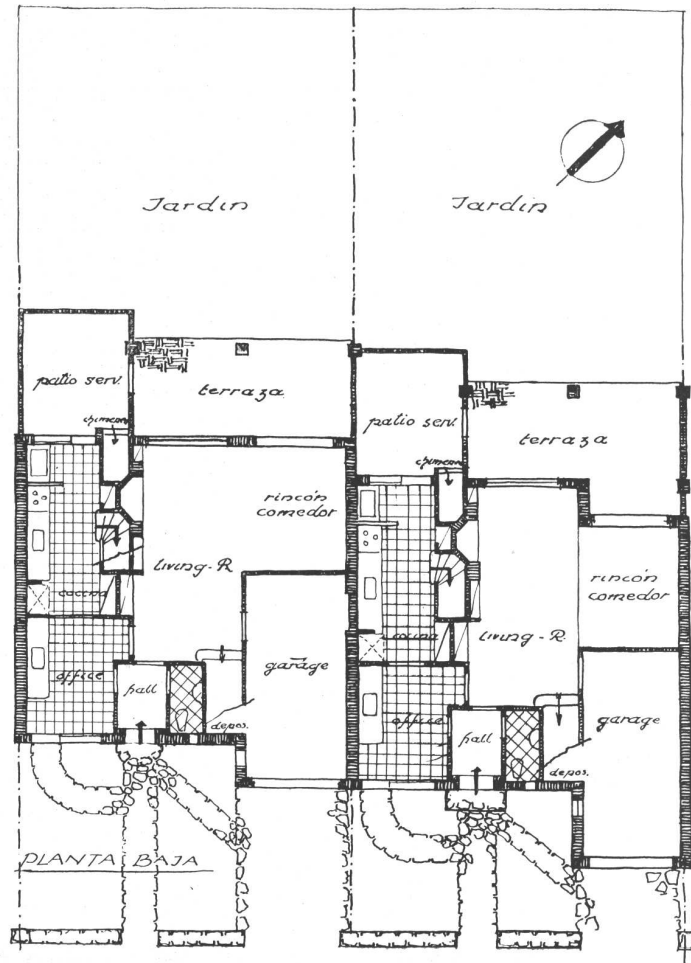 Jardin
Jardin
patio serv.
terraza
chimenea
rincón
comedor
living-R
cocina
office
hall
garage
depos.
patio serv.
terraza
chimenea
rincón
comedor
living-R.
cocina
office
hall
garage
depos.
PLANTA BAJA